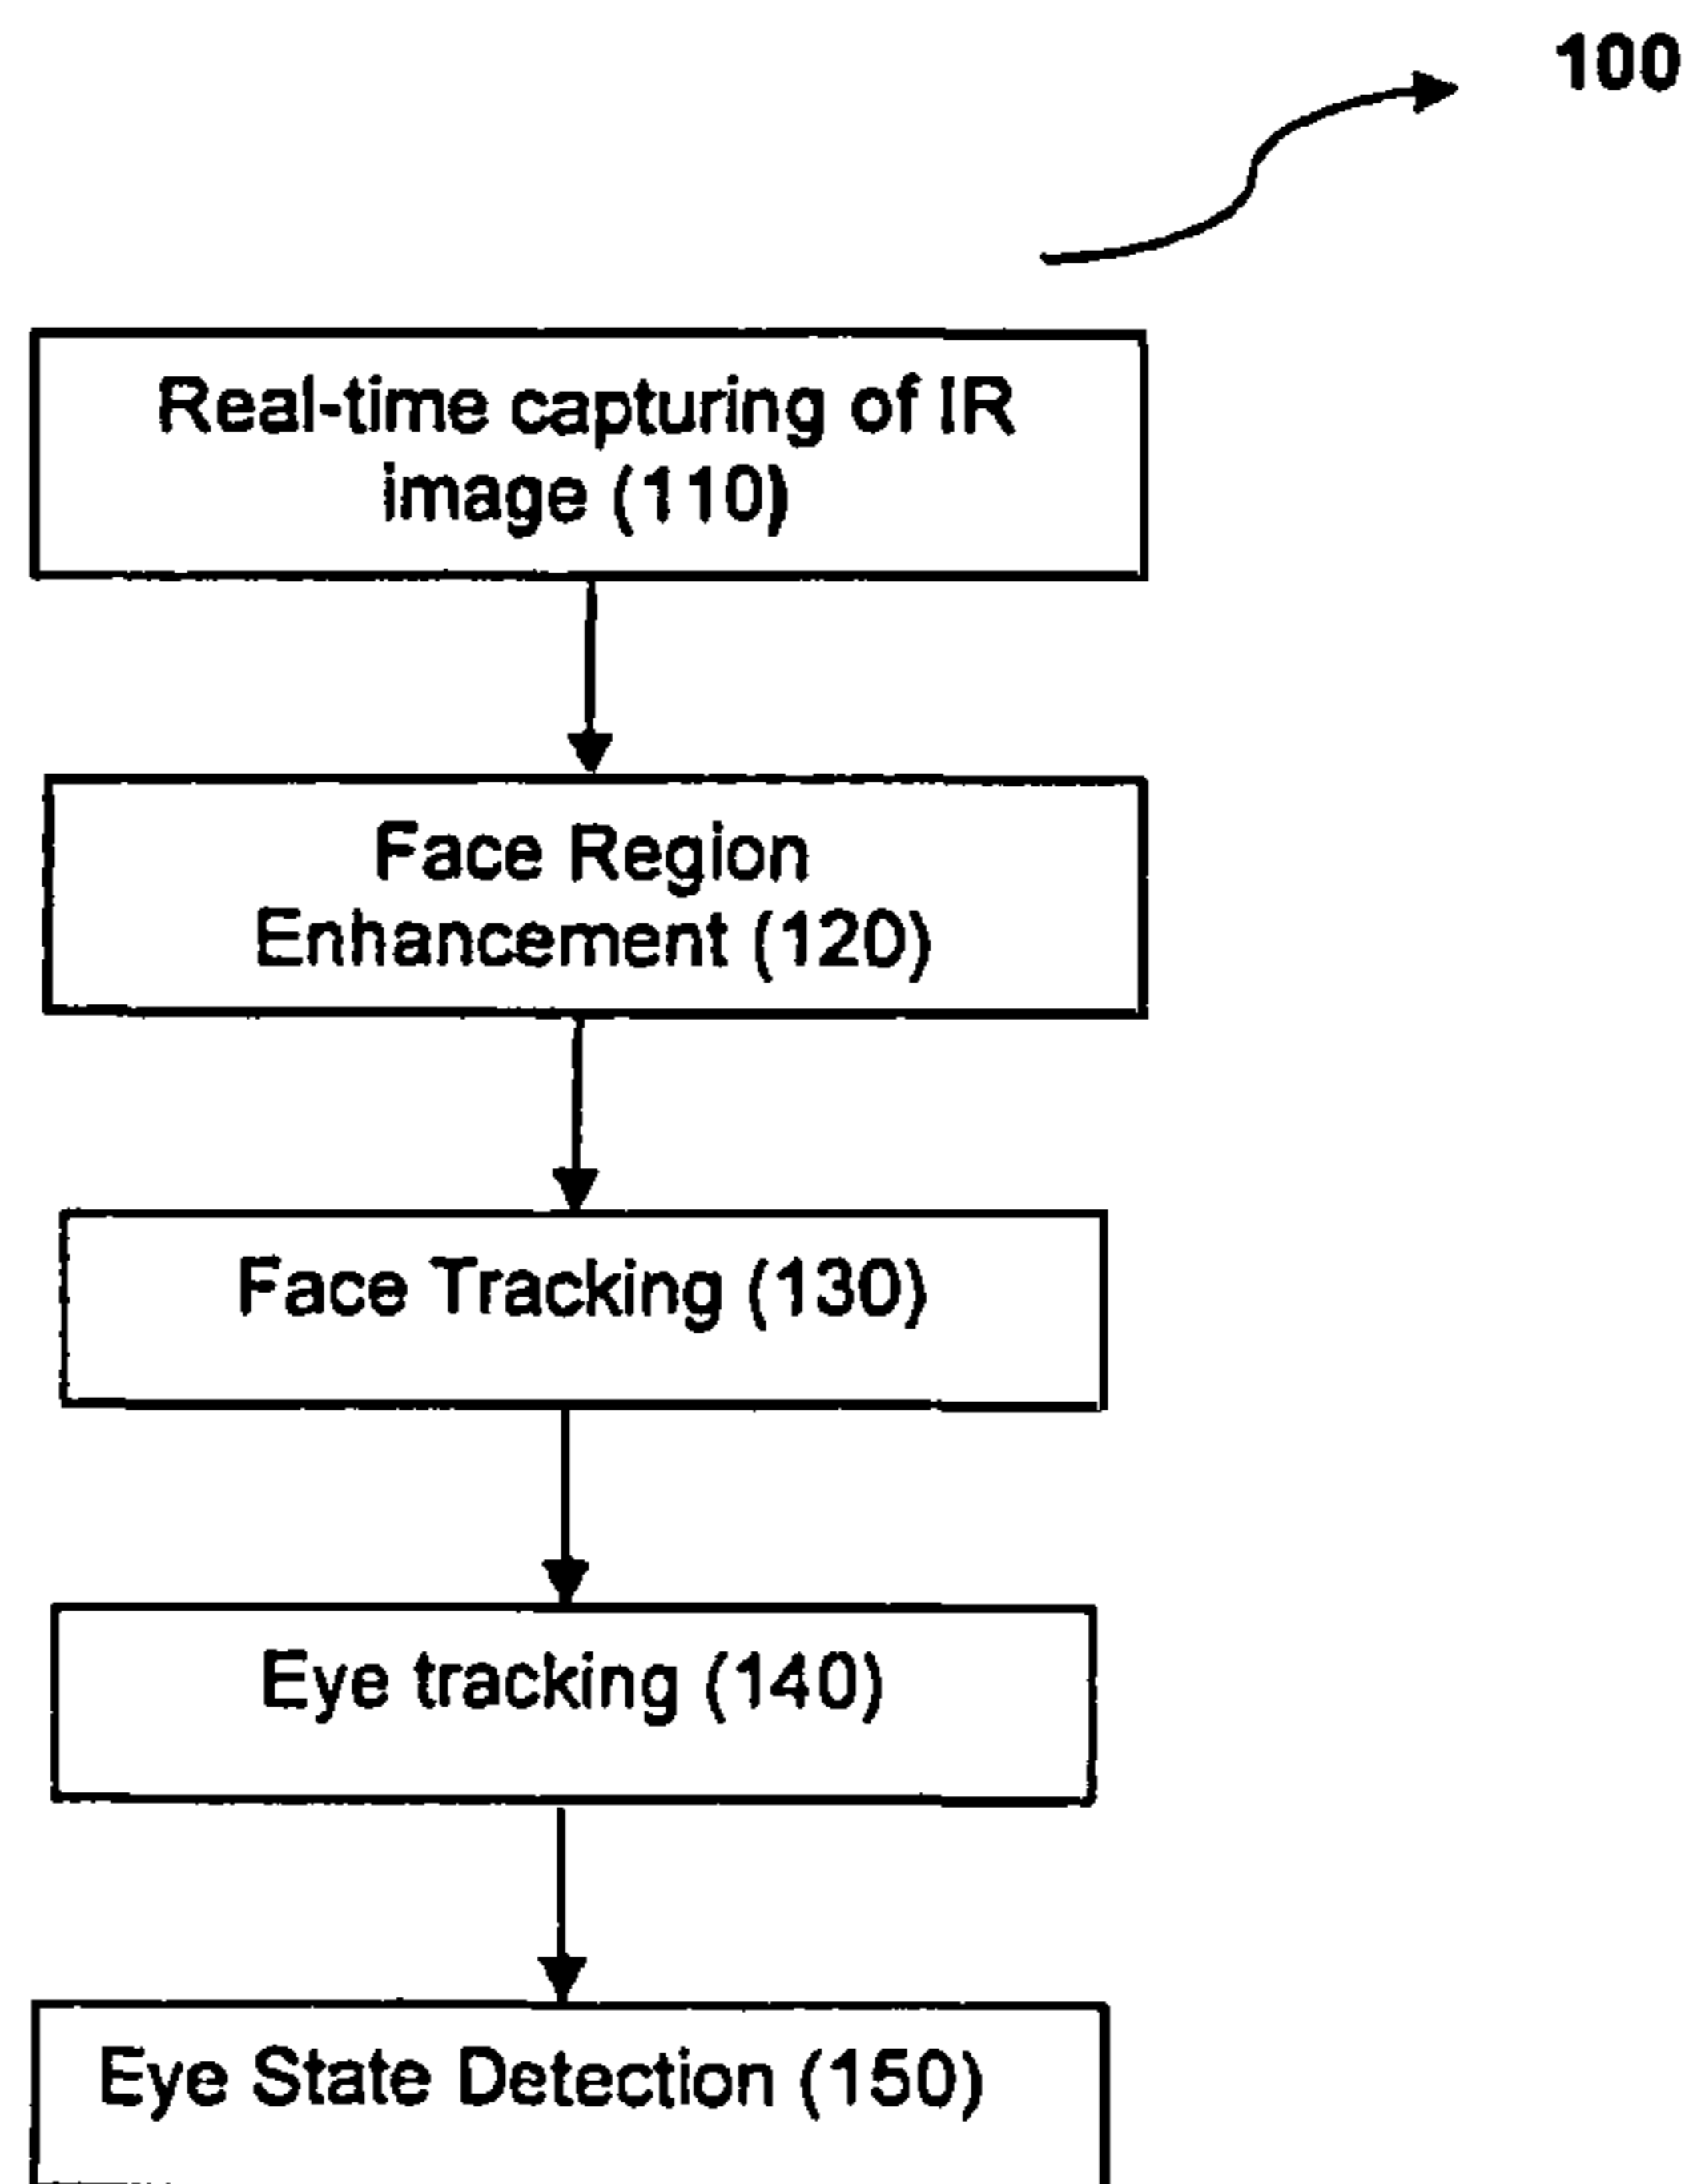 100
Real-time capturing of IR
image (110)
Face Region
Enhancement (120)
Face Tracking (130)
Eye tracking (140)
Eye State Detection (150)